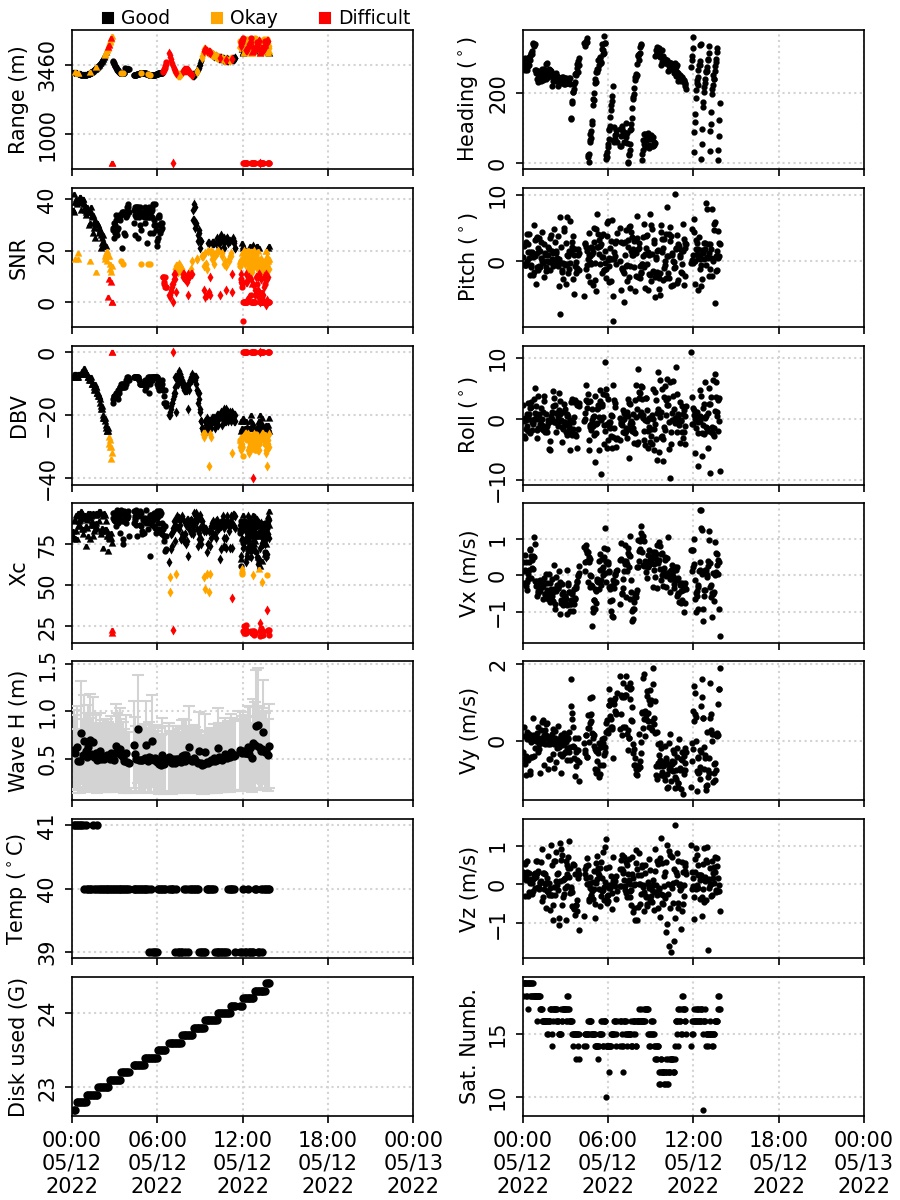 Good Okay Difficult
Range (m)
3460
1000
Heading (°)
200
0
SNR
40
20
0
Pitch (°)
10
0
DBV
0
−20
−40
Roll (°)
10
0
−10
Xc
75
50
25
Vx (m/s)
1
0
−1
Wave H (m)
1.5
1.0
0.5
Vy (m/s)
2
0
Temp (°C)
41
40
39
Vz (m/s)
1
0
−1
Disk used (G)
24
23
Sat. Numb.
15
10
00:00 06:00 12:00 18:00 00:00
05/12 05/12 05/12 05/12 05/13
2022 2022 2022 2022 2022
00:00 06:00 12:00 18:00 00:00
05/12 05/12 05/12 05/12 05/13
2022 2022 2022 2022 2022